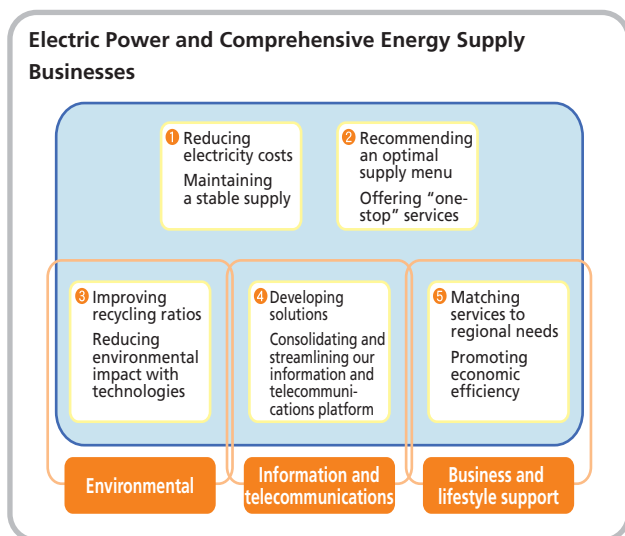 Electric Power and Comprehensive Energy Supply
Businesses
1 Reducing
electricity costs
Maintaining
a stable supply
2 Recommending
an optimal
supply menu
Offering “one-
stop” services
3 Improving
recycling ratios
Reducing
environmental
impact with
technologies
4 Developing
solutions
Consolidating and
streamlining our
information and
telecommuni-
cations platform
5 Matching
services to
regional needs
Promoting
economic
efficiency
Environmental
Information and
telecommunications
Business and
lifestyle support